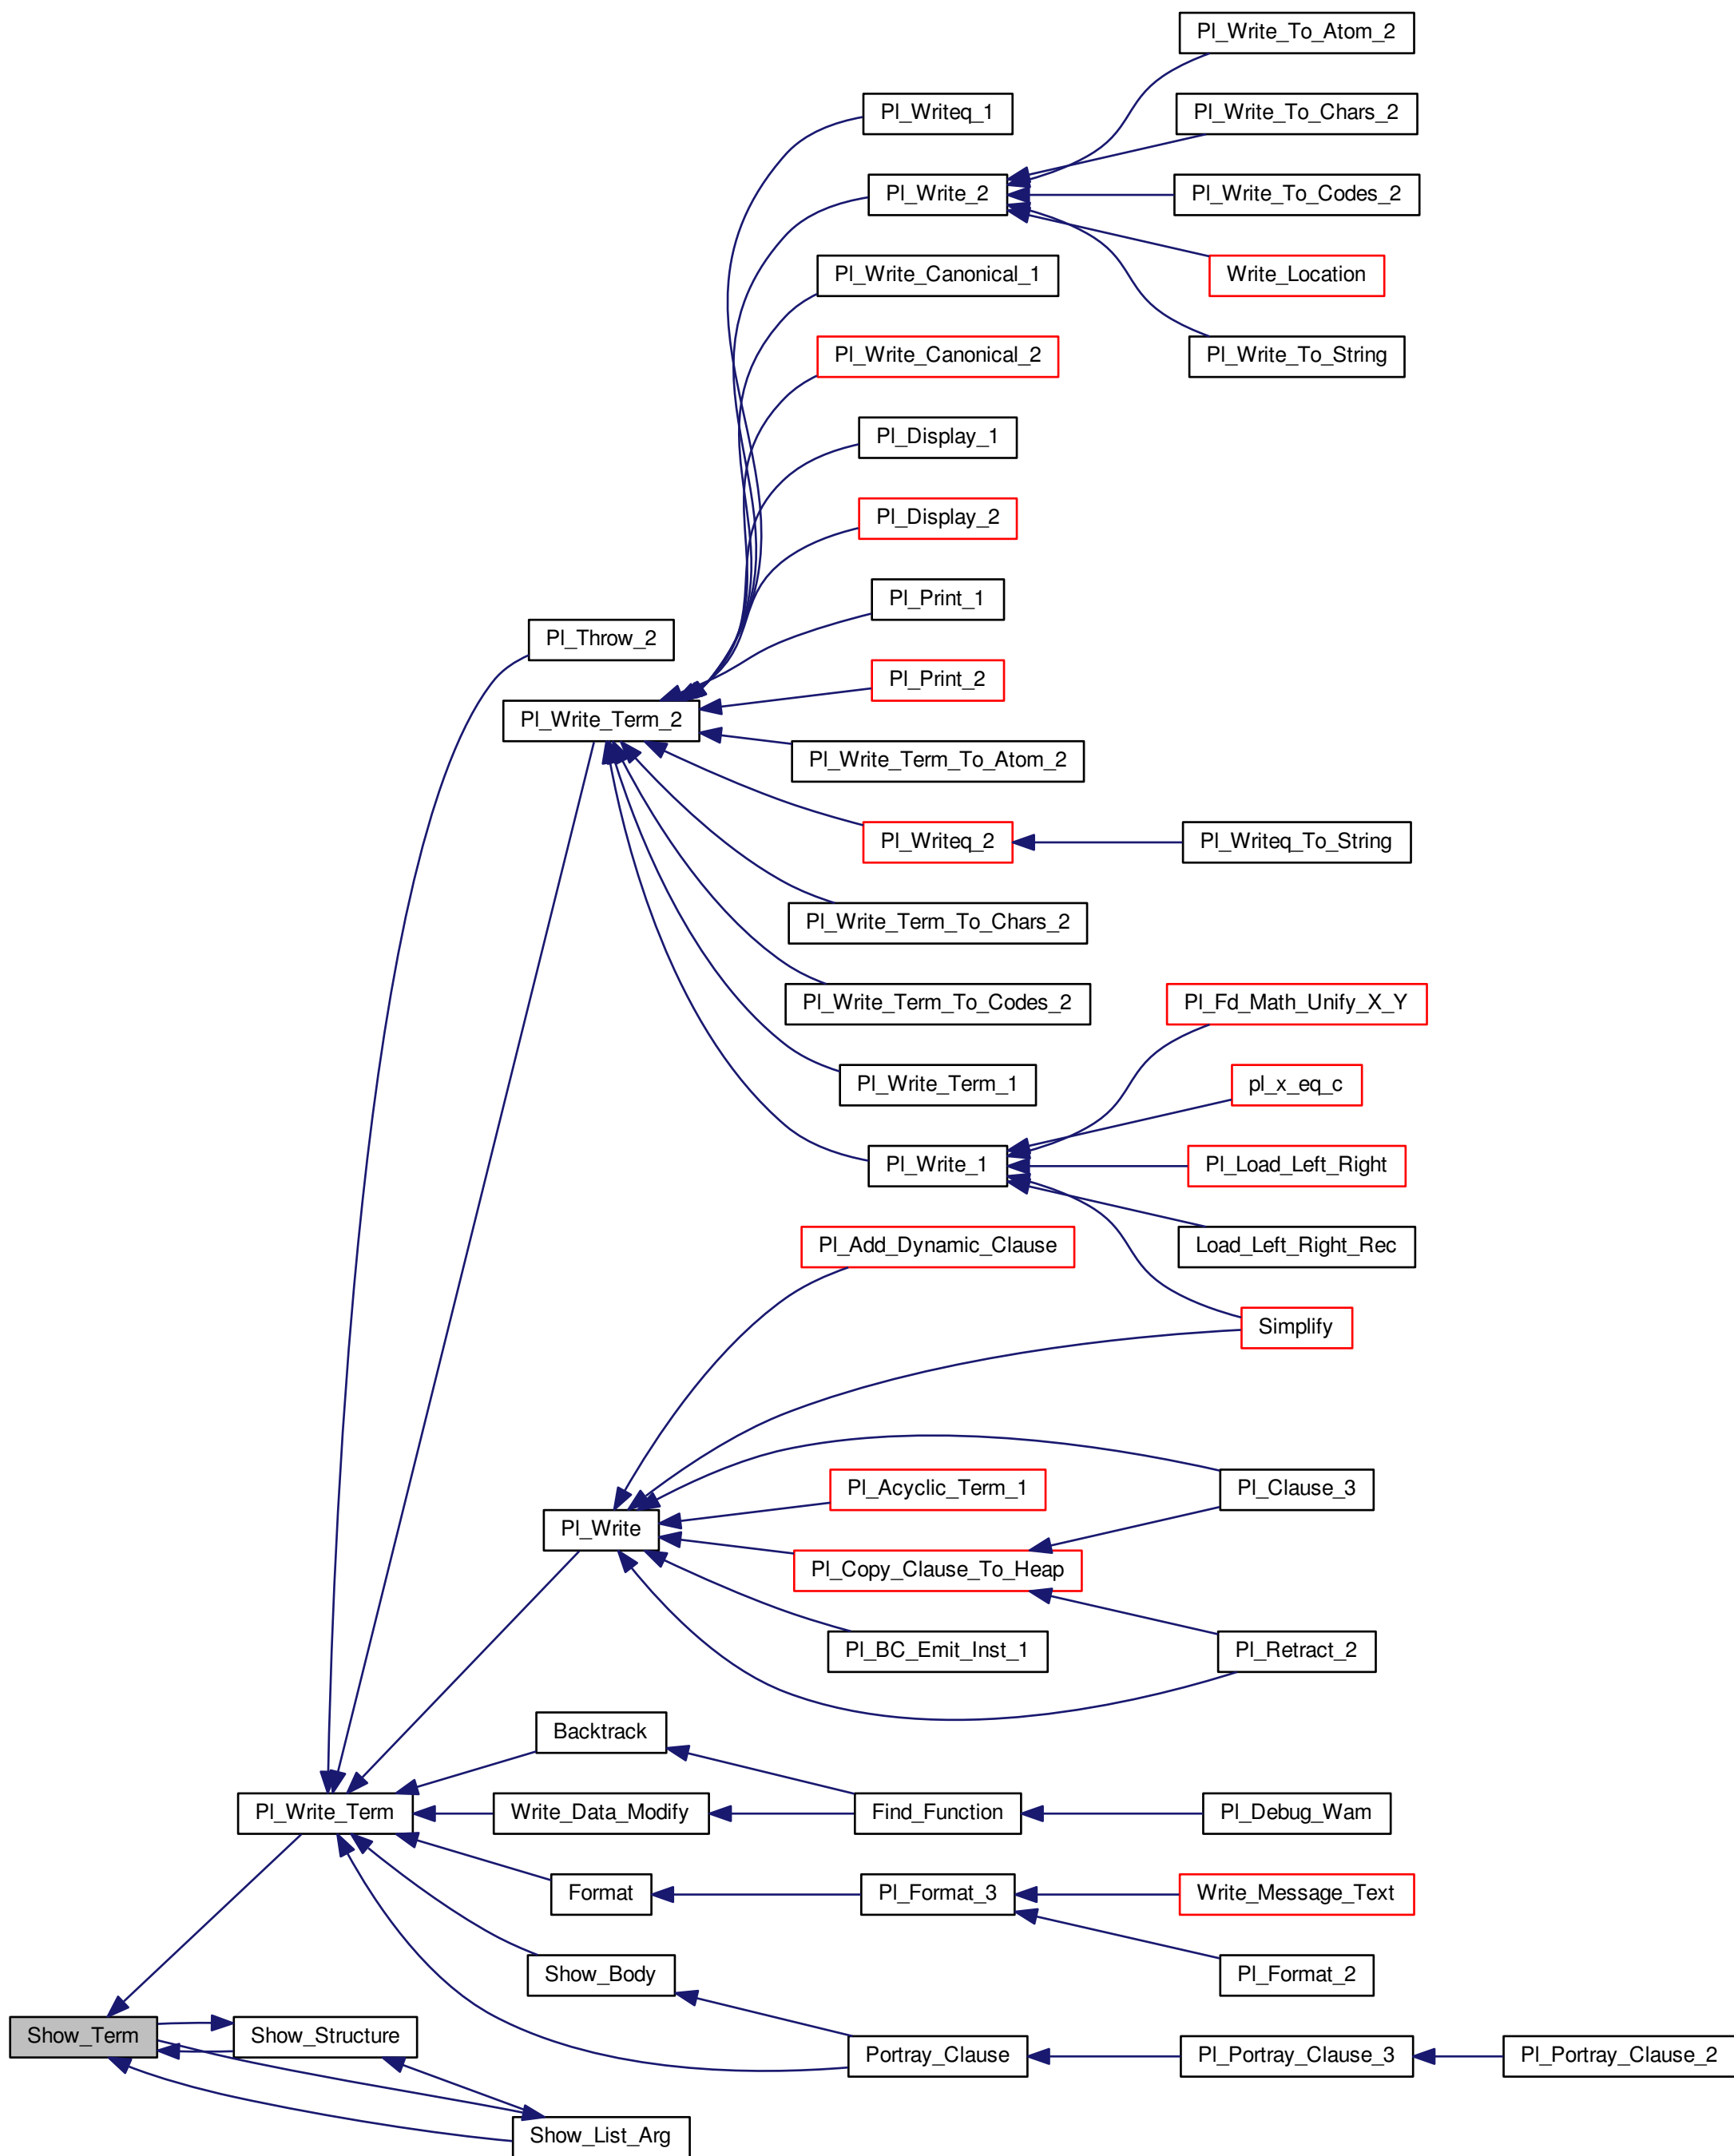 Pl_Write_To_Atom_2
Pl_Writeq_1
Pl_Write_To_Chars_2
Pl_Write_2
Pl_Write_To_Codes_2
Pl_Write_Canonical_1
Write_Location
Pl_Write_Canonical_2
Pl_Write_To_String
Pl_Display_1
Pl_Display_2
Pl_Print_1
Pl_Throw_2
Pl_Print_2
Pl_Write_Term_2
Pl_Write_Term_To_Atom_2
Pl_Writeq_2
Pl_Writeq_To_String
Pl_Write_Term_To_Chars_2
Pl_Write_Term_To_Codes_2
Pl_Fd_Math_Unify_X_Y
Pl_Write_Term_1
pl_x_eq_c
Pl_Write_1
Pl_Load_Left_Right
Pl_Add_Dynamic_Clause
Load_Left_Right_Rec
Simplify
Pl_Acyclic_Term_1
Pl_Clause_3
Pl_Write
Pl_Copy_Clause_To_Heap
Pl_BC_Emit_Inst_1
Pl_Retract_2
Backtrack
Pl_Write_Term
Write_Data_Modify
Find_Function
Pl_Debug_Wam
Format
Pl_Format_3
Write_Message_Text
Show_Body
Pl_Format_2
Show_Term
Show_Structure
Portray_Clause
Pl_Portray_Clause_3
Pl_Portray_Clause_2
Show_List_Arg